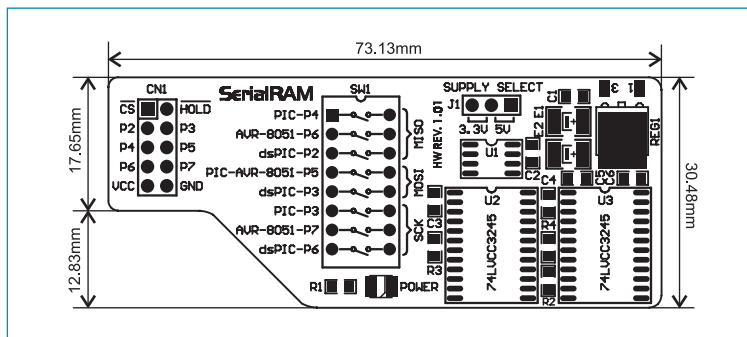 73.13mm
17.65mm
12.83mm
30.48mm
CN1
CS HOLD
P2 P3
P4 P5
P6 P7
VCC GND
SerialRAM
SW1
PIC-P4
AVR-8051-P6
dsPIC-P2
PIC-AVR-8051-P5
dsPIC-P3
PIC-P3
AVR-8051-P7
dsPIC-P6
MISO
MOSI
SCK
SUPPLY SELECT
J1
3.3V 5V
HW REV. 1.01
U1
C1
E2 E1
3 1
REG1
C2
C3
R3
U2
74LVCC3245
C4
R4
R2
C5 C6
U3
74LVCC3245
R1
POWER